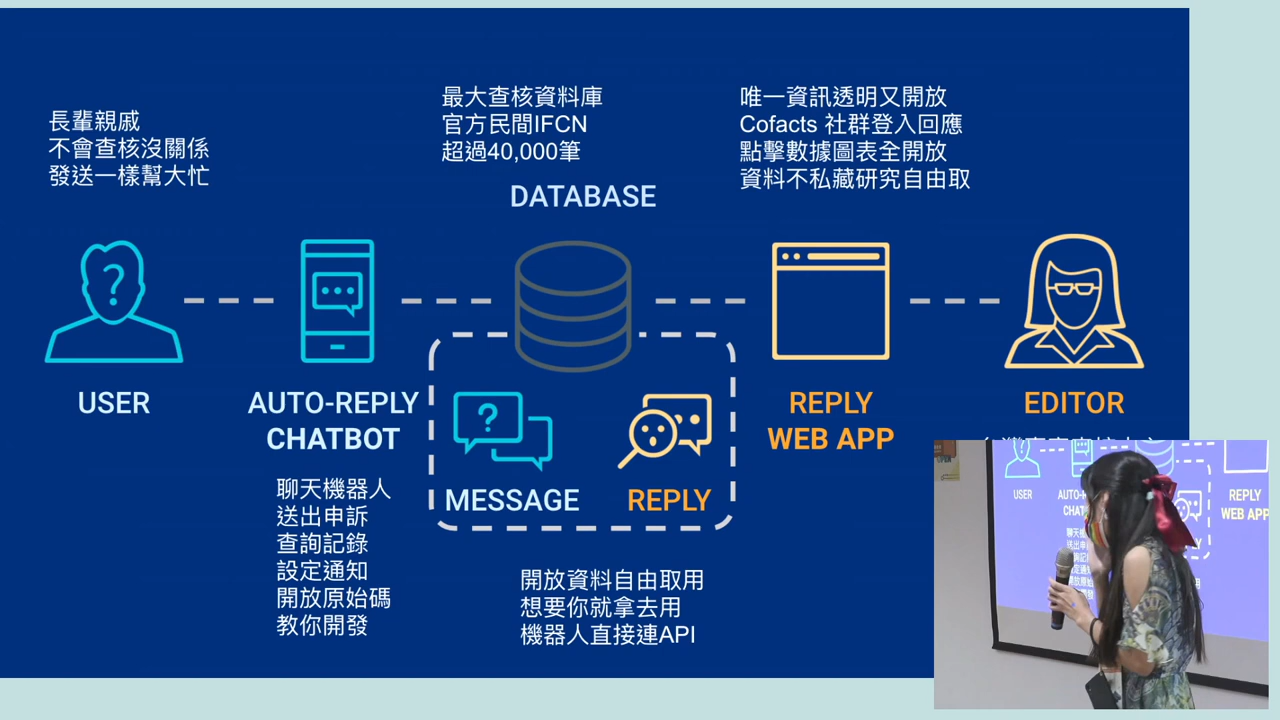 長輩親戚
不會查核沒關係
發送一樣幫大忙
最大查核資料庫
官方民間IFCN
超過40,000筆
唯一資訊透明又開放
Cofacts 社群登入回應
點擊數據圖表全開放
資料不私藏研究自由取
DATABASE
USER
AUTO-REPLY
CHATBOT
MESSAGE
REPLY
REPLY
WEB APP
EDITOR
聊天機器人
送出申訴
查詢記錄
設定通知
開放原始碼
教你開發
開放資料自由取用
想要你就拿去用
機器人直接連API
USER
REPLY
WEB APP